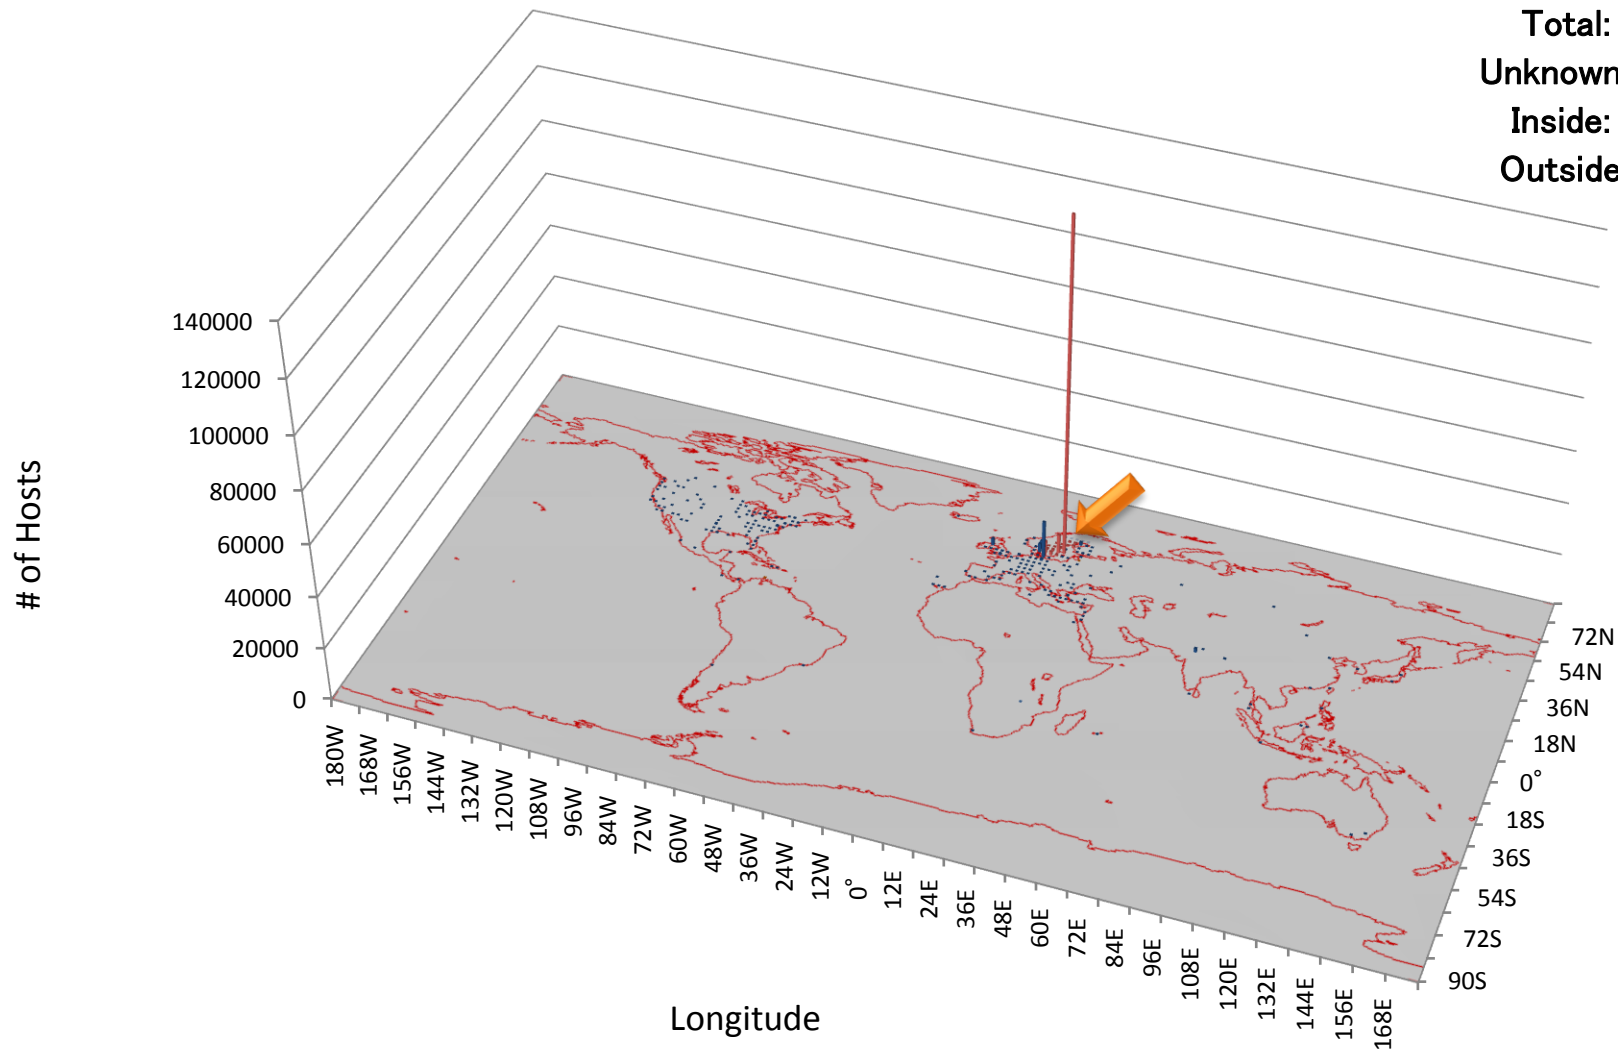 Total:
Unknown
Inside:
Outside
140000
120000
100000
80000
60000
40000
20000
0
# of Hosts
180W
168W
156W
144W
132W
120W
108W
96W
84W
72W
60W
48W
36W
24W
12W
0°
12E
24E
36E
48E
60E
72E
84E
96E
108E
120E
132E
144E
156E
168E
Longitude
72N
54N
36N
18N
0°
18S
36S
54S
72S
90S